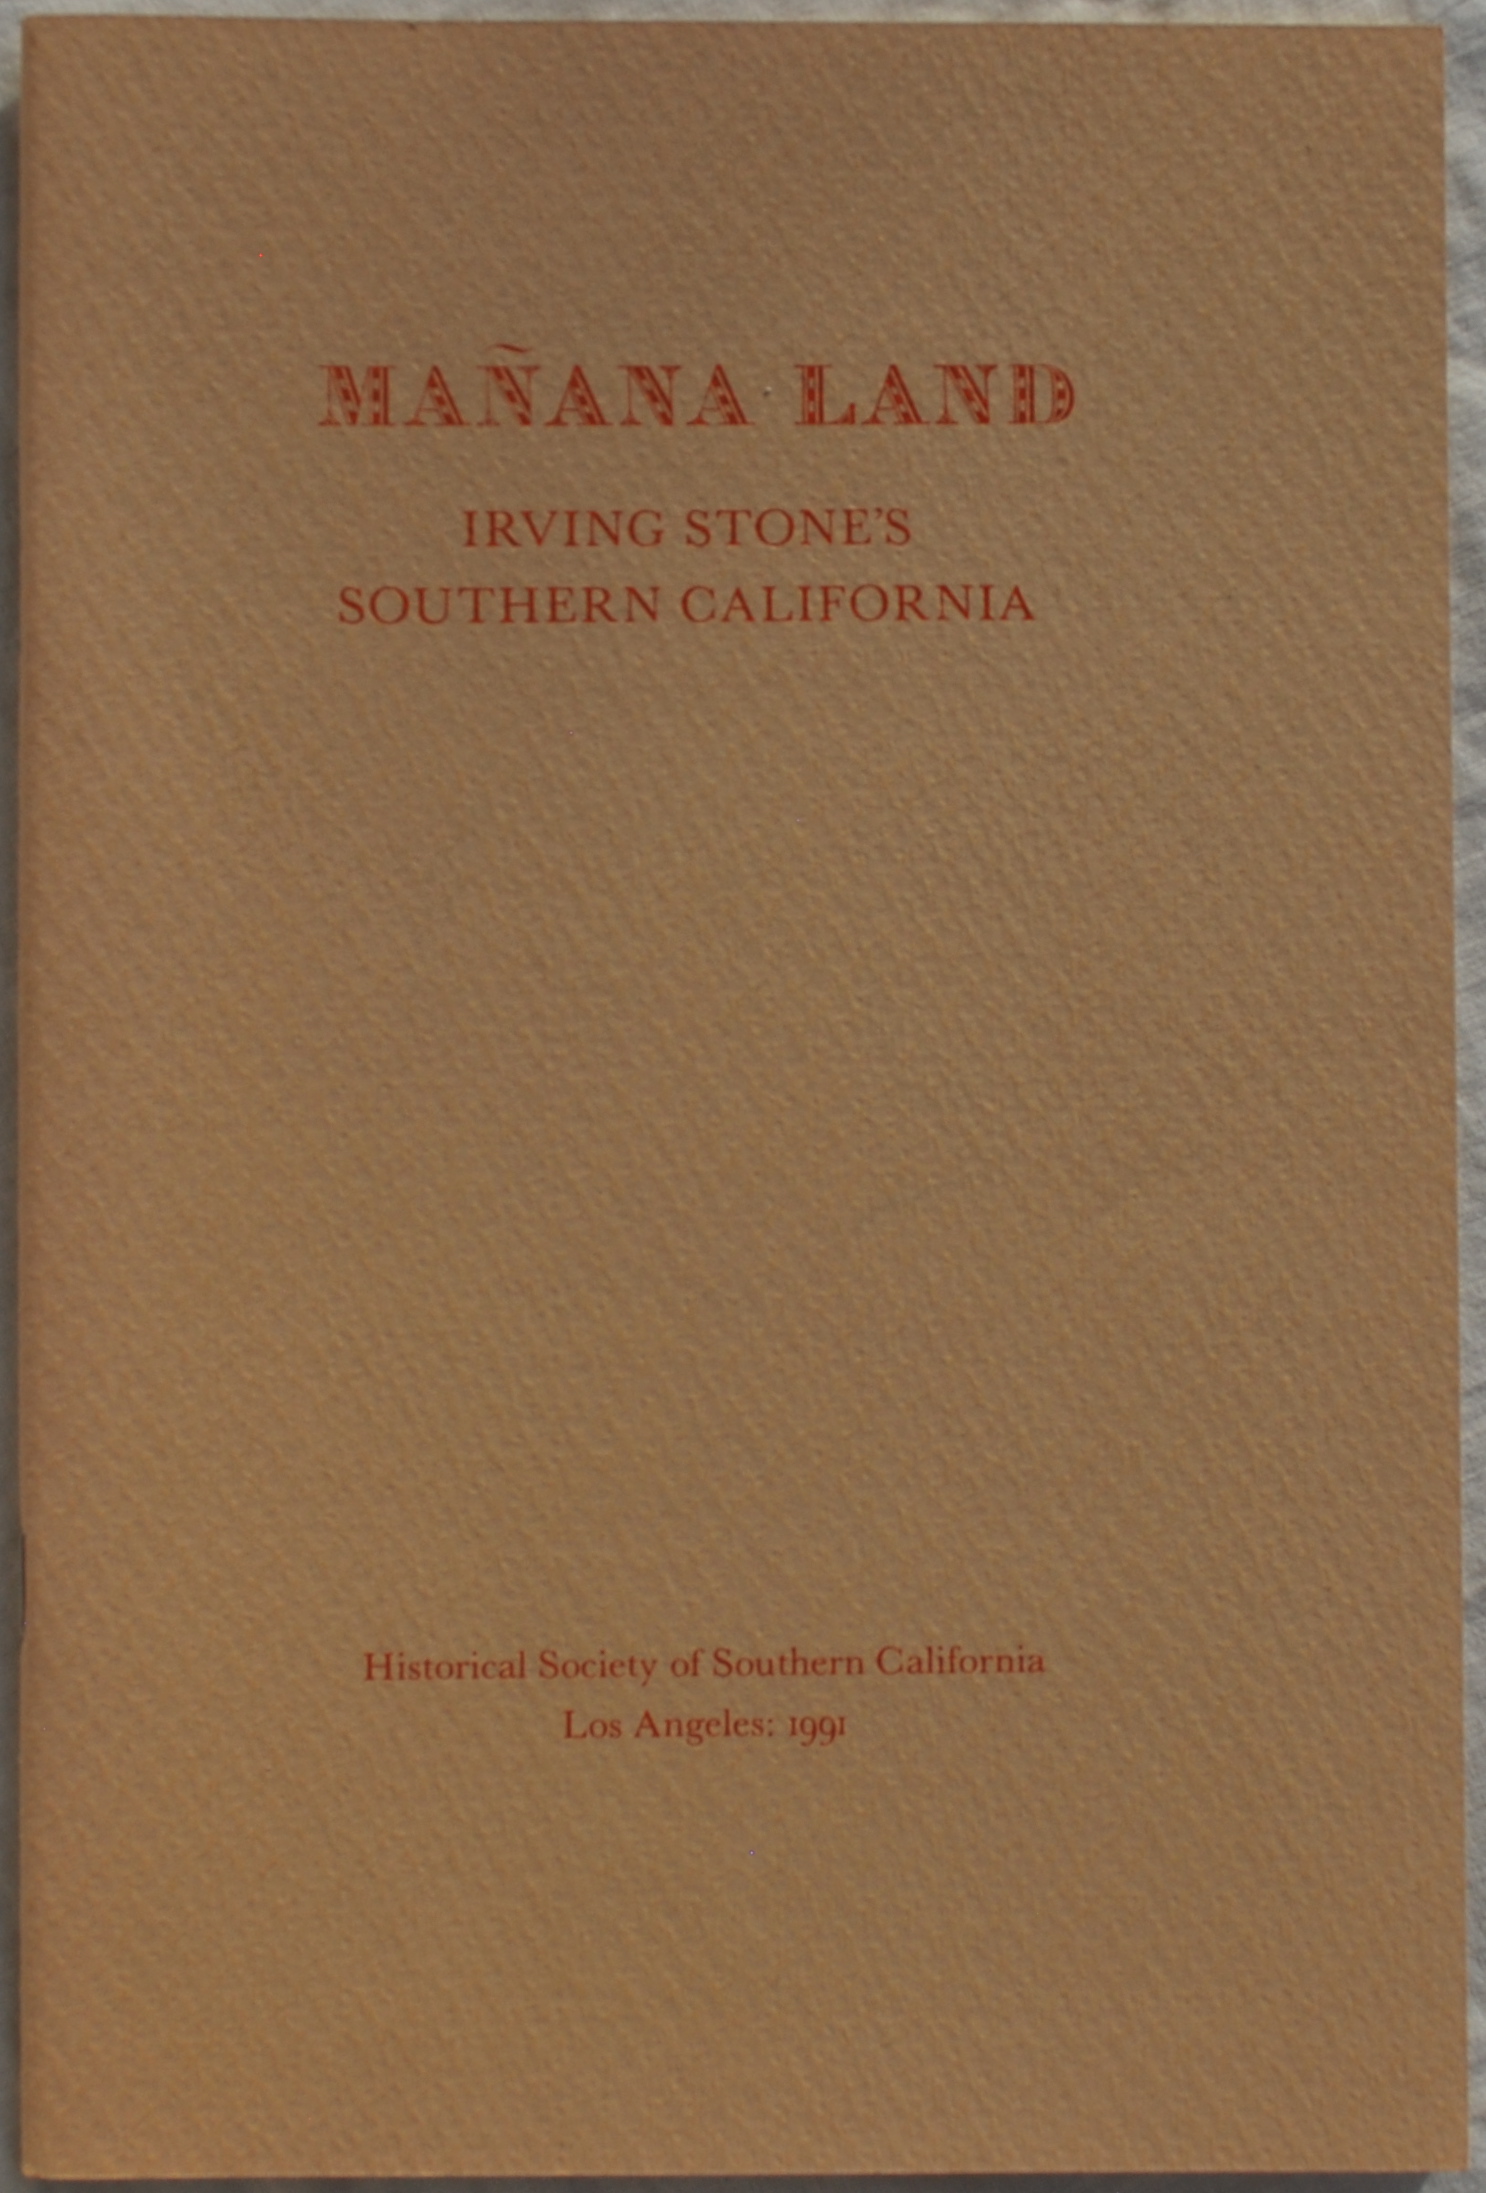 MAÑANA LAND
IRVING STONE'S
SOUTHERN CALIFORNIA
Historical Society of Southern California
Los Angeles: 1991